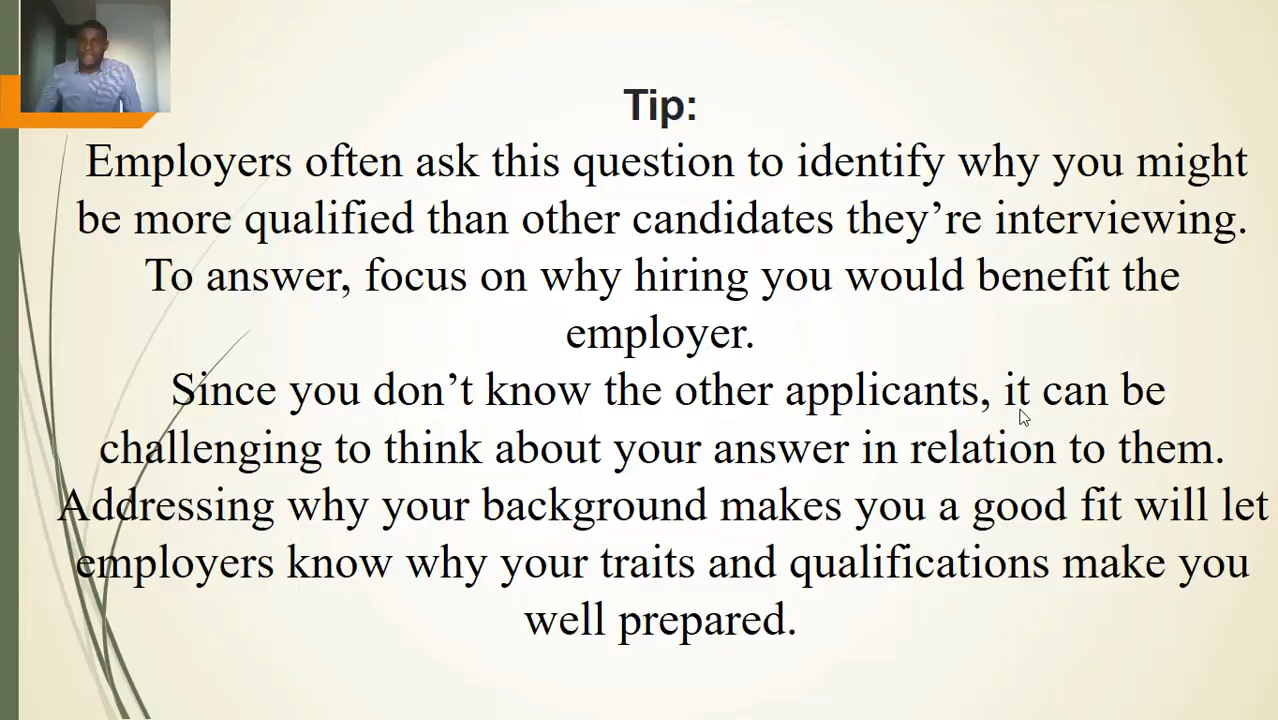 Tip:
Employers often ask this question to identify why you might
be more qualified than other candidates they’re interviewing.
To answer, focus on why hiring you would benefit the
employer.
Since you don’t know the other applicants, it can be
challenging to think about your answer in relation to them.
Addressing why your background makes you a good fit will let
employers know why your traits and qualifications make you
well prepared.